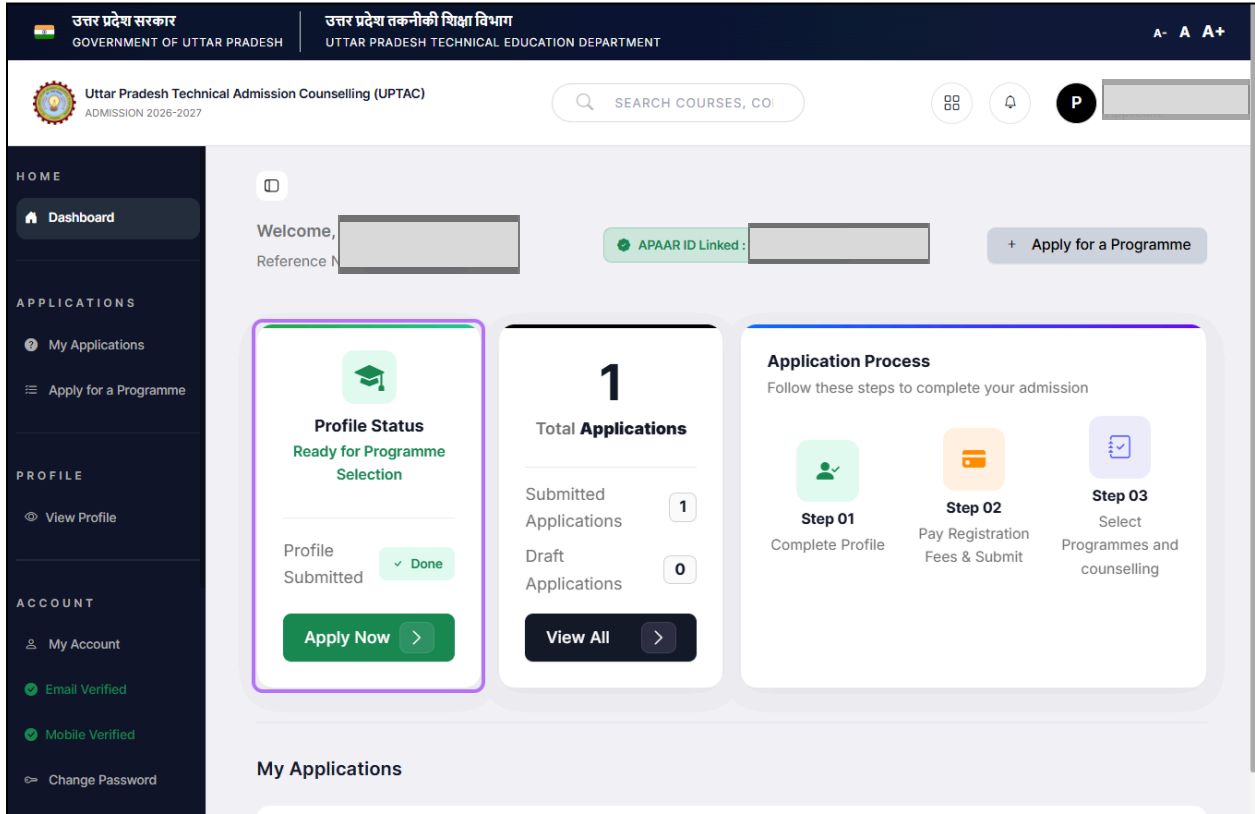 उत्तर प्रदेश सरकार
GOVERNMENT OF UTTAR PRADESH
उत्तर प्रदेश तकनीकी शिक्षा विभाग
UTTAR PRADESH TECHNICAL EDUCATION DEPARTMENT
A- A A+
Uttar Pradesh Technical Admission Counselling (UPTAC)
ADMISSION 2026-2027
SEARCH COURSES, CO
P
HOME
Dashboard
APPLICATIONS
My Applications
Apply for a Programme
PROFILE
View Profile
ACCOUNT
My Account
Email Verified
Mobile Verified
Change Password
Welcome,
Reference
APAAR ID Linked :
+ Apply for a Programme
Profile Status
Ready for Programme
Selection
Profile
Submitted
Done
Apply Now
1
Total Applications
Submitted
Applications
1
Draft
Applications
0
View All
Application Process
Follow these steps to complete your admission
Step 01
Complete Profile
Step 02
Pay Registration
Fees & Submit
Step 03
Select
Programmes and
counselling
My Applications